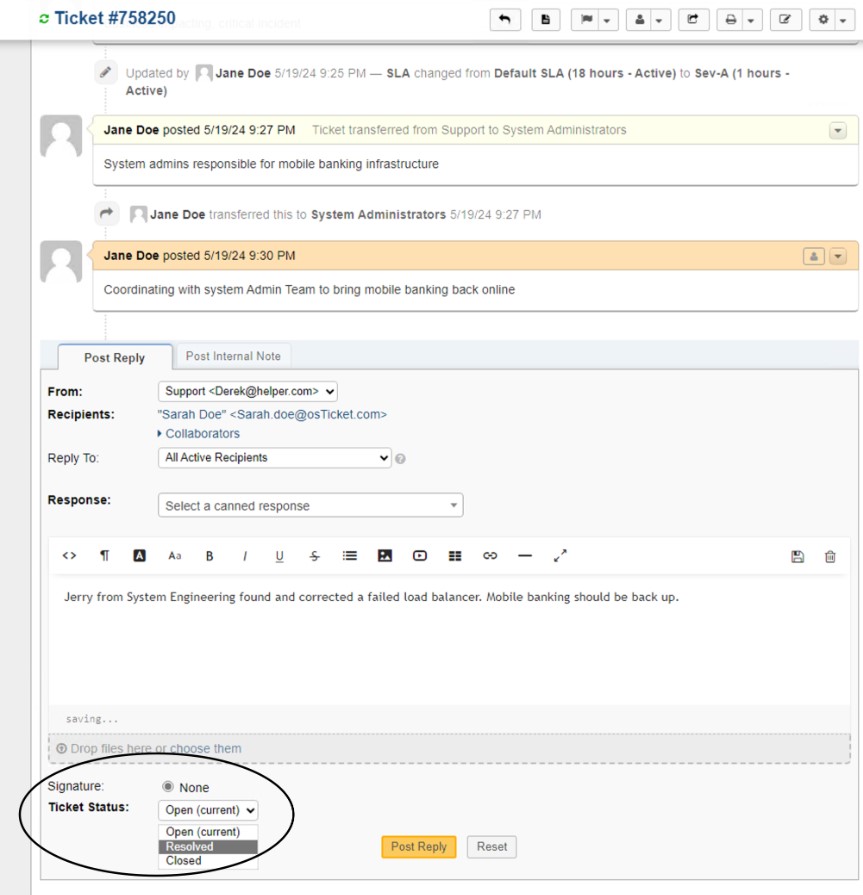 Ticket #758250
Updated by Jane Doe 5/19/24 9:25 PM — SLA changed from Default SLA (18 hours - Active) to Sev-A (1 hours -
Active)
Jane Doe posted 5/19/24 9:27 PM Ticket transferred from Support to System Administrators
System admins responsible for mobile banking infrastructure
Jane Doe transferred this to System Administrators 5/19/24 9:27 PM
Jane Doe posted 5/19/24 9:30 PM
Coordinating with system Admin Team to bring mobile banking back online
Post Reply Post Internal Note
From: Support <Derek@helper.com>
Recipients: "Sarah Doe" <Sarah.doe@osTicket.com>
Collaborators
Reply To: All Active Recipients
Response: Select a canned response
<> ¶ A Aa B I U S
Jerry from System Engineering found and corrected a failed load balancer. Mobile banking should be back up.
saving...
Drop files here or choose them
Signature: None
Ticket Status: Open (current)
Open (current)
Resolved
Closed
Post Reply Reset